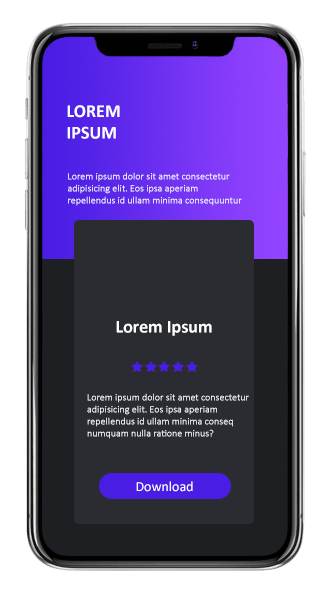 LOREM
IPSUM
Lorem ipsum dolor sit amet consectetur
adipisicing elit. Eos ipsa aperiam
repellendus id ullam minima consequuntur
Lorem Ipsum
Lorem ipsum dolor sit amet consectetur
adipisicing elit. Eos ipsa aperiam
repellendus id ullam minima conseq
numquam nulla ratione minus?
Download